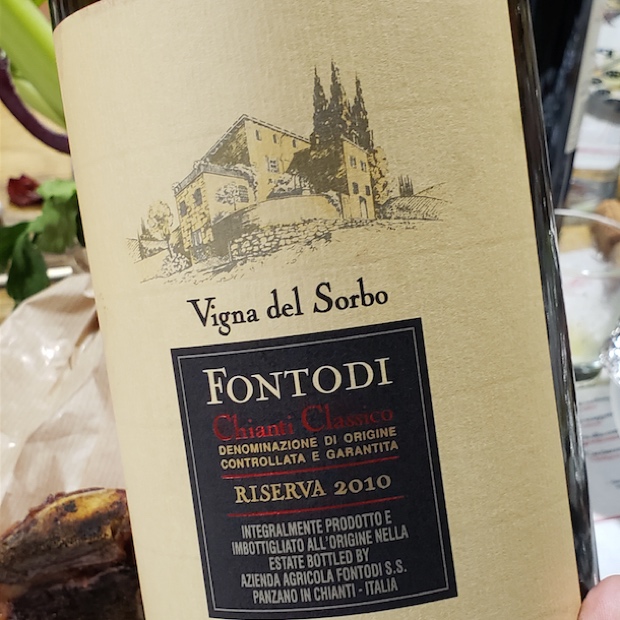 Vigna del Sorbo
FONTODI
Chianti Classico
DENOMINAZIONE DI ORIGINE
CONTROLLATA E GARANTITA
RISERVA 2010
INTEGRALMENTE PRODOTTO E
IMBOTTIGLIATO ALL'ORIGINE NELLA
ESTATE BOTTLED BY
AZIENDA AGRICOLA FONTODI S.S.
PANZANO IN CHIANTI - ITALIA